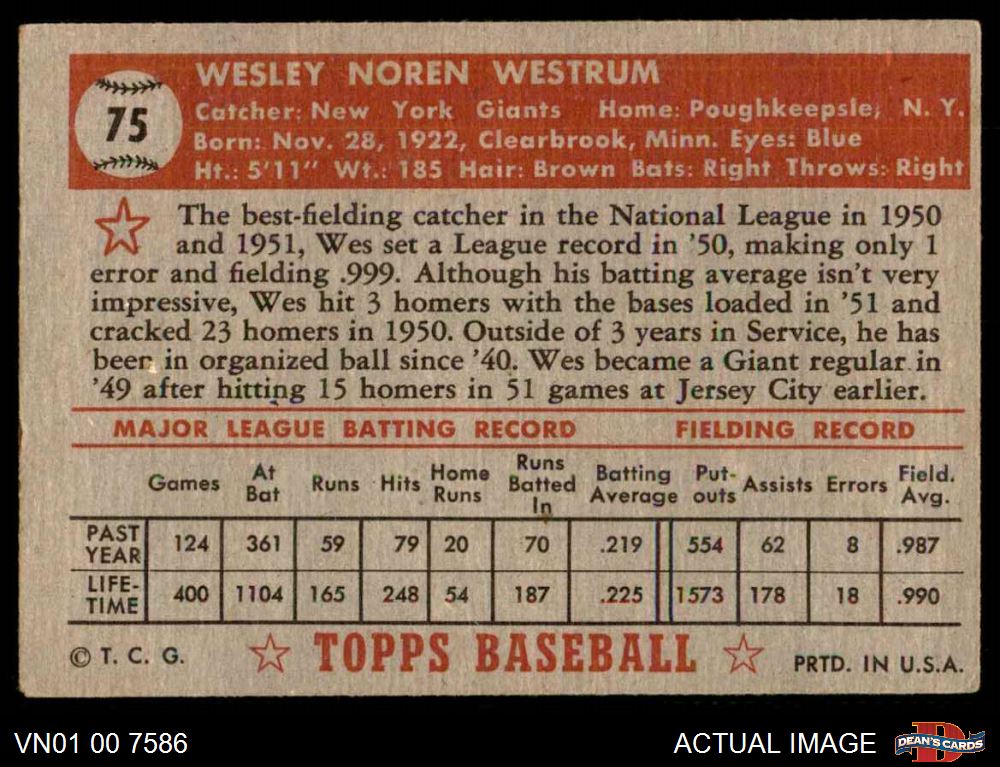 75
WESLEY NOREN WESTRUM
Catcher: New York Giants Home: Poughkeepsie, N. Y.
Born: Nov. 28, 1922, Clearbrook, Minn. Eyes: Blue
Ht.: 5'11" Wt.: 185 Hair: Brown Bats: Right Throws: Right
The best-fielding catcher in the National League in 1950
and 1951, Wes set a League record in '50, making only 1
error and fielding .999. Although his batting average isn't very
impressive, Wes hit 3 homers with the bases loaded in '51 and
cracked 23 homers in 1950. Outside of 3 years in Service, he has
been in organized ball since '40. Wes became a Giant regular in
'49 after hitting 15 homers in 51 games at Jersey City earlier.
MAJOR LEAGUE BATTING RECORD FIELDING RECORD
Games At Bat Runs Hits Home Runs Runs Batted In Batting Average Put-outs Assists Errors Field. Avg.
PAST YEAR 124 361 59 79 20 70 .219 554 62 8 .987
LIFE-TIME 400 1104 165 248 54 187 .225 1573 178 18 .990
© T. C. G. TOPPS BASEBALL PRTD. IN U.S.A.
VN01 00 7586 ACTUAL IMAGE DEAN'S CARDS